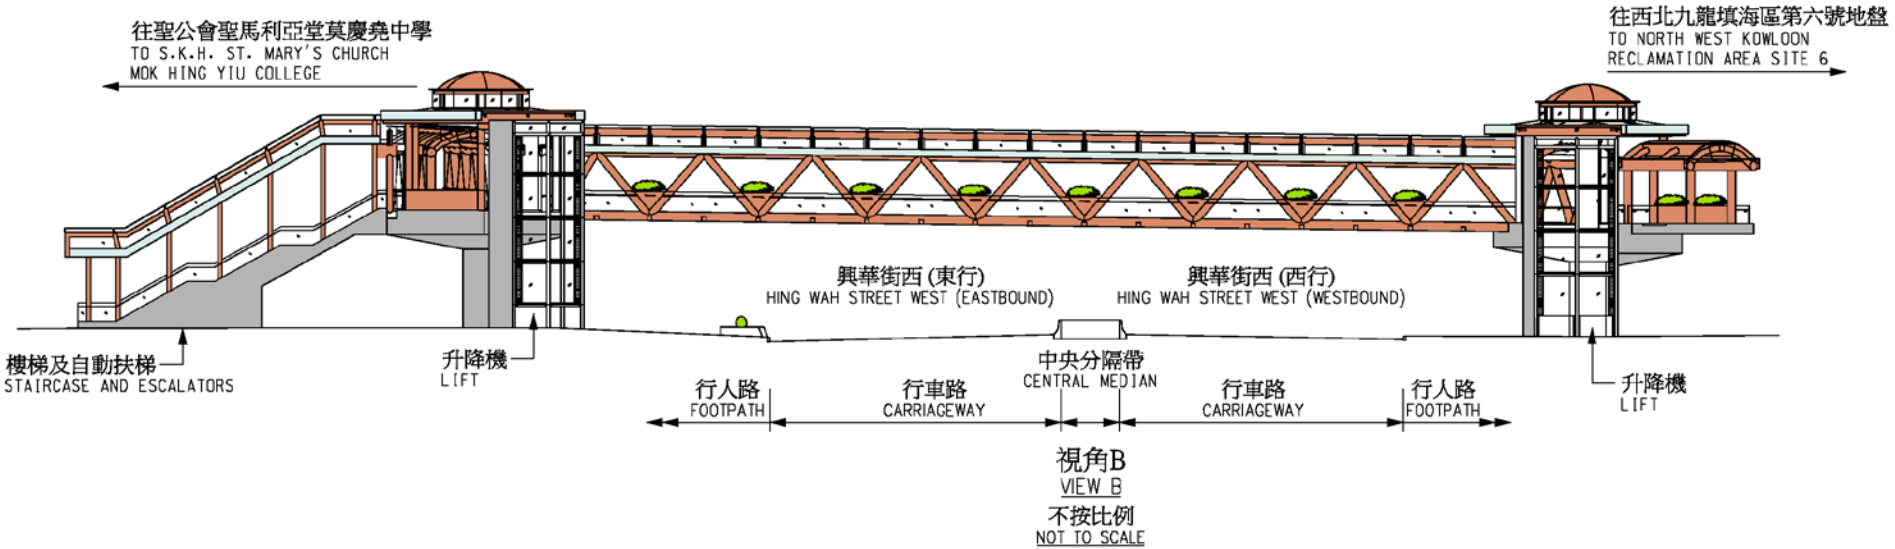 往聖公會聖馬利亞堂莫慶堯中學
TO S.K.H. ST. MARY'S CHURCH
MOK HING YIU COLLEGE
往西北九龍填海區第六號地盤
TO NORTH WEST KOWLOON
RECLAMATION AREA SITE 6
興華街西 (東行)
HING WAH STREET WEST (EASTBOUND)
興華街西 (西行)
HING WAH STREET WEST (WESTBOUND)
樓梯及自動扶梯
STAIRCASE AND ESCALATORS
升降機
LIFT
中央分隔帶
CENTRAL MEDIAN
升降機
LIFT
行人路
FOOTPATH
行車路
CARRIAGEWAY
行車路
CARRIAGEWAY
行人路
FOOTPATH
視角B
VIEW B
不按比例
NOT TO SCALE